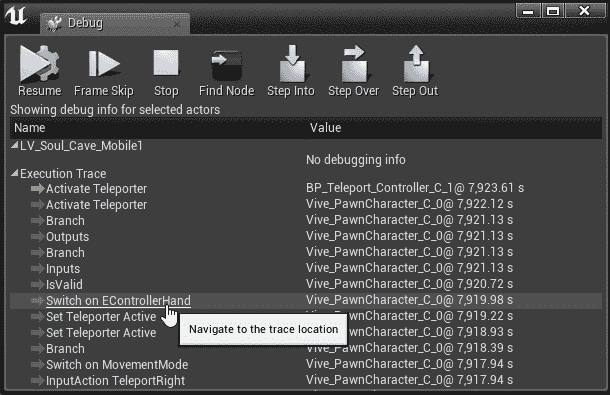 Debug
Resume Frame Skip Stop Find Node Step Into Step Over Step Out
Showing debug info for selected actors
Name Value
LV_Soul_Cave_Mobile1
No debugging info
Execution Trace
Activate Teleporter BP_Teleport_Controller_C_1@ 7,923.61 s
Activate Teleporter Vive_PawnCharacter_C_0@ 7,922.12 s
Branch Vive_PawnCharacter_C_0@ 7,921.13 s
Outputs Vive_PawnCharacter_C_0@ 7,921.13 s
Branch Vive_PawnCharacter_C_0@ 7,921.13 s
Inputs Vive_PawnCharacter_C_0@ 7,921.13 s
IsValid Vive_PawnCharacter_C_0@ 7,920.72 s
Switch on EControllerHand Vive_PawnCharacter_C_0@ 7,919.98 s
Set Teleporter Active Vive_PawnCharacter_C_0@ 7,919.22 s
Set Teleporter Active Vive_PawnCharacter_C_0@ 7,918.93 s
Navigate to the trace location
Branch Vive_PawnCharacter_C_0@ 7,918.39 s
Switch on MovementMode Vive_PawnCharacter_C_0@ 7,917.94 s
InputAction TeleportRight Vive_PawnCharacter_C_0@ 7,917.94 s